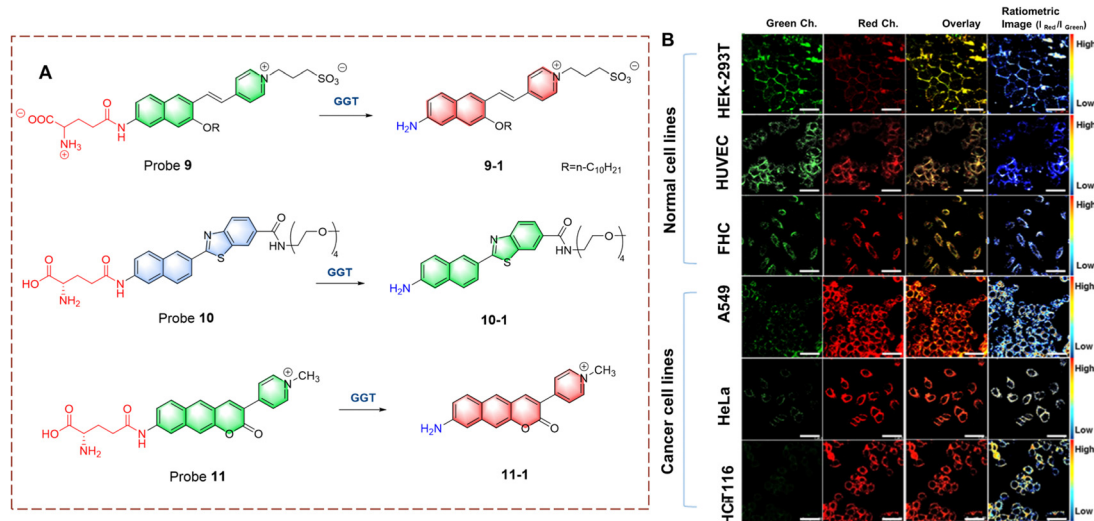 A
⊖OOC
NH₃
⊕
O
N
H
O
R
N
⊕
SO₃
⊖
Probe 9
GGT
H₂N
O
R
N
⊕
SO₃
⊖
9-1
R=n-C₁₀H₂₁
HO
O
NH₂
O
N
H
N
S
O
HN
O
4
Probe 10
GGT
H₂N
N
S
O
HN
O
4
10-1
HO
O
NH₂
O
N
H
O
O
N
⊕
CH₃
Probe 11
GGT
H₂N
O
O
N
⊕
CH₃
11-1
B
Green Ch.
Red Ch.
Overlay
Ratiometric
Image (I Red/I Green)
Normal cell lines
HEK-293T
High
Low
HUVEC
High
Low
FHC
High
Low
Cancer cell lines
A549
High
Low
HeLa
High
Low
HCT116
High
Low